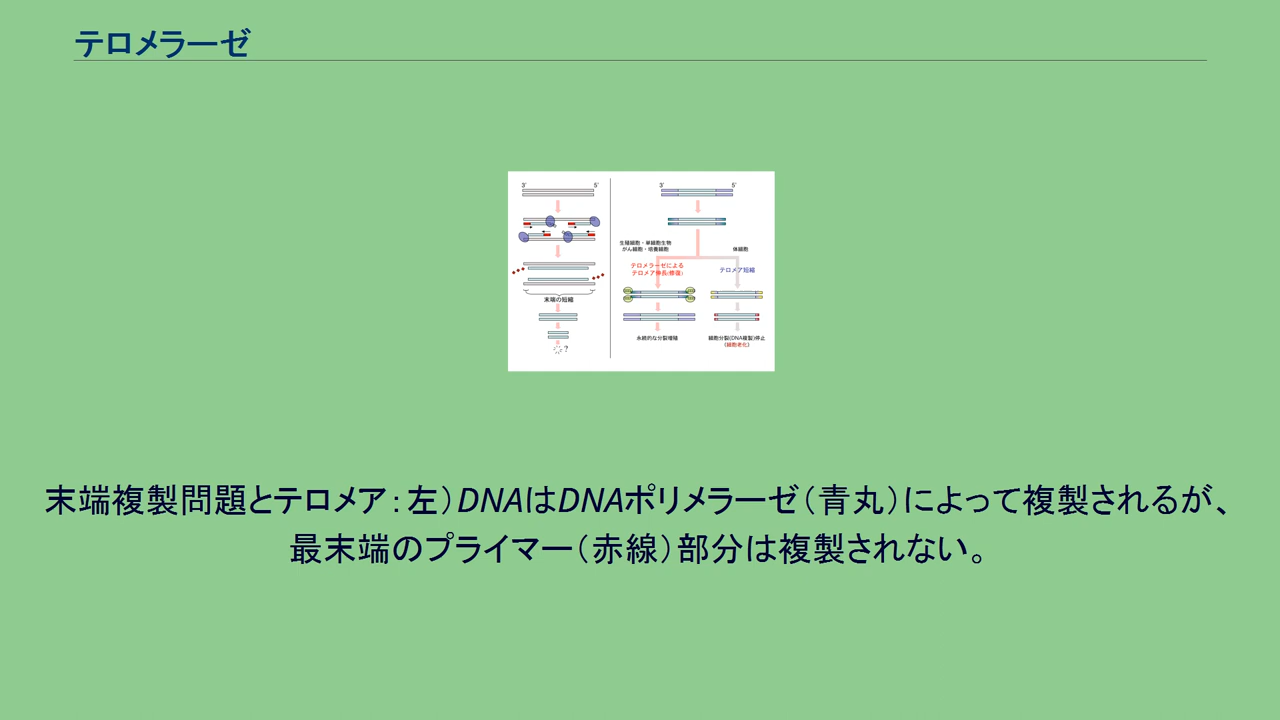 テロメラーゼ
3' 5'
末端の短縮
?
3' 5'
生殖細胞・単細胞生物
がん細胞・培養細胞
体細胞
テロメラーゼによる
テロメア伸長(修復)
テロメア短縮
永続的な分裂増殖
細胞分裂(DNA複製)停止
(細胞老化)
末端複製問題とテロメア：左）DNAはDNAポリメラーゼ（青丸）によって複製されるが、
最末端のプライマー（赤線）部分は複製されない。